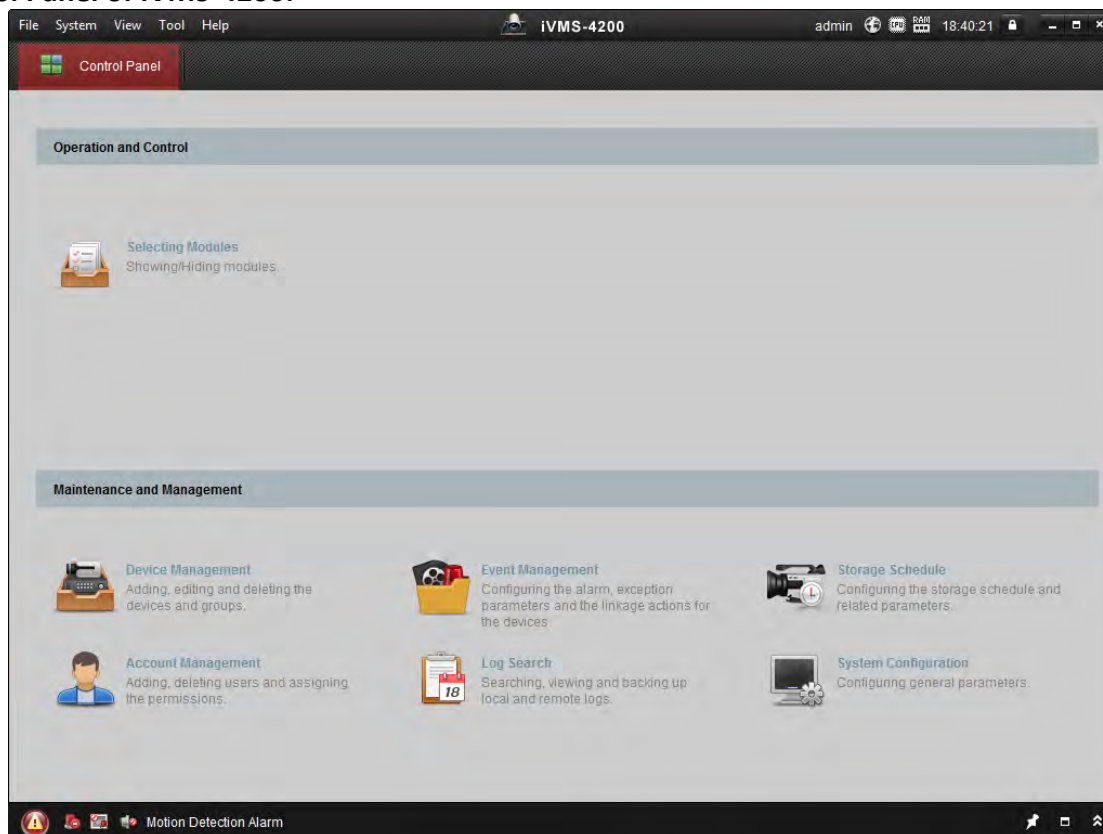 File System View Tool Help iVMS-4200 admin CPU RAM 18:40:21
Control Panel
Operation and Control
Selecting Modules
Showing/Hiding modules.
Maintenance and Management
Device Management
Adding, editing and deleting the
devices and groups.
Event Management
Configuring the alarm, exception
parameters and the linkage actions for
the devices.
Storage Schedule
Configuring the storage schedule and
related parameters.
Account Management
Adding, deleting users and assigning
the permissions.
Log Search
Searching, viewing and backing up
local and remote logs.
18
System Configuration
Configuring general parameters.
Motion Detection Alarm